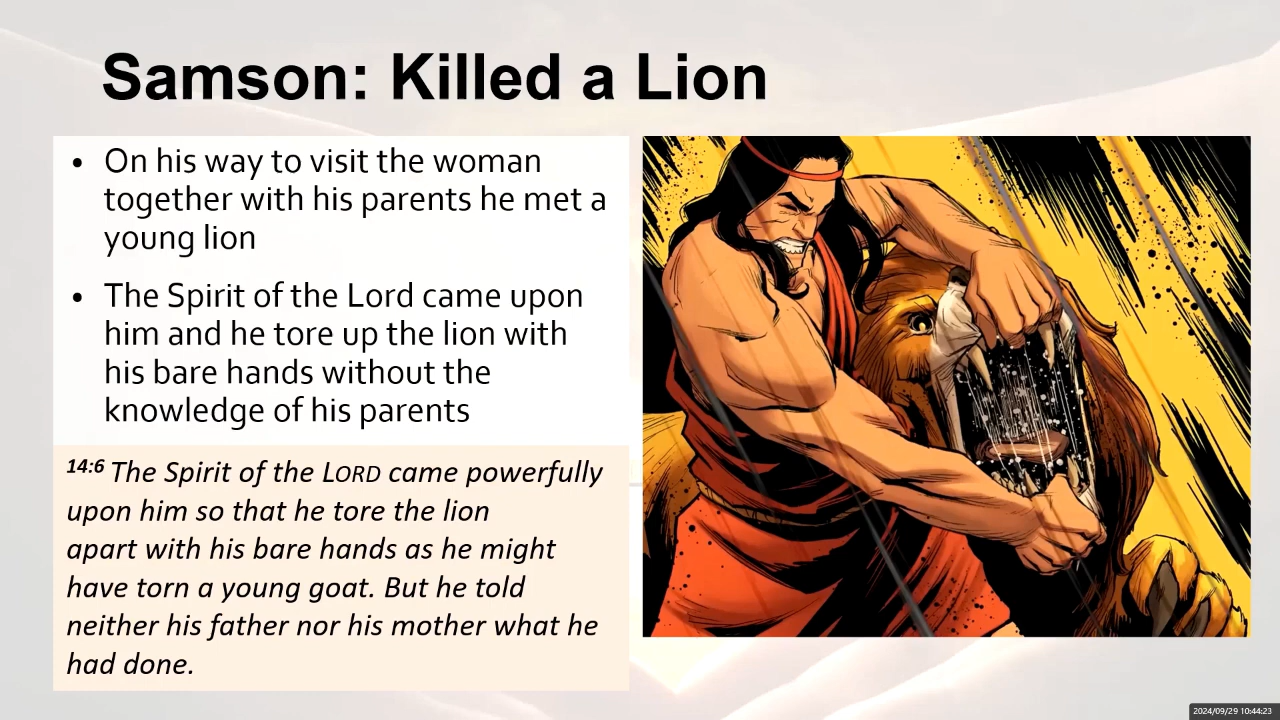 Samson: Killed a Lion
• On his way to visit the woman
together with his parents he met a
young lion
• The Spirit of the Lord came upon
him and he tore up the lion with
his bare hands without the
knowledge of his parents
14:6 The Spirit of the LORD came powerfully
upon him so that he tore the lion
apart with his bare hands as he might
have torn a young goat. But he told
neither his father nor his mother what he
had done.
2024/09/29 10:44:23